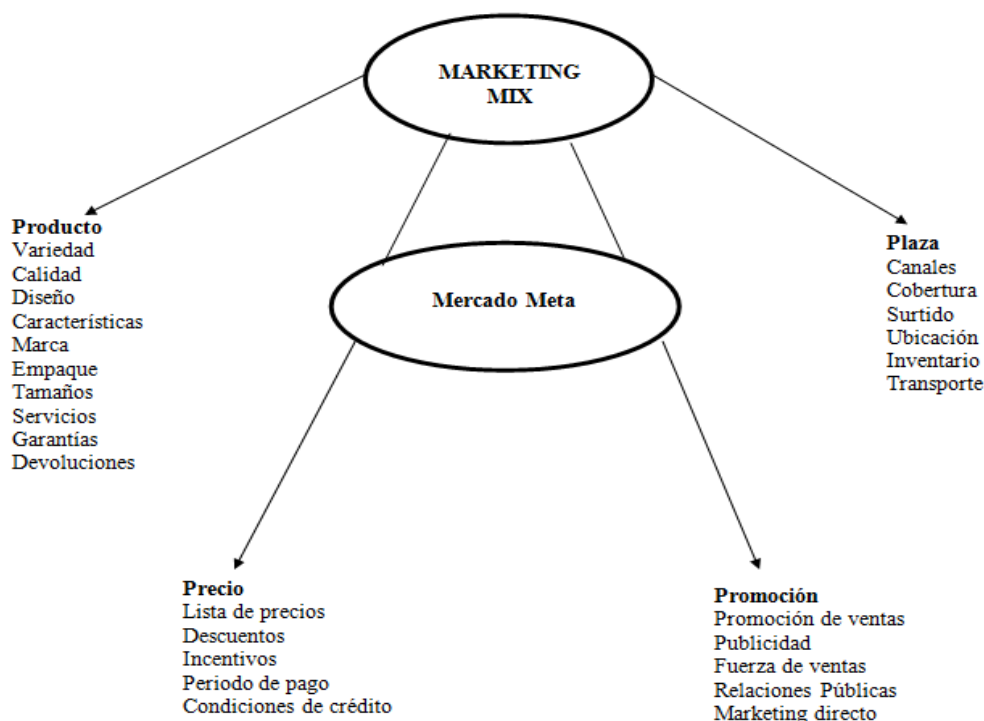 MARKETING
MIX
Producto
Variedad
Calidad
Diseño
Características
Marca
Empaque
Tamaños
Servicios
Garantías
Devoluciones
Mercado Meta
Plaza
Canales
Cobertura
Surtido
Ubicación
Inventario
Transporte
Precio
Lista de precios
Descuentos
Incentivos
Periodo de pago
Condiciones de crédito
Promoción
Promoción de ventas
Publicidad
Fuerza de ventas
Relaciones Públicas
Marketing directo